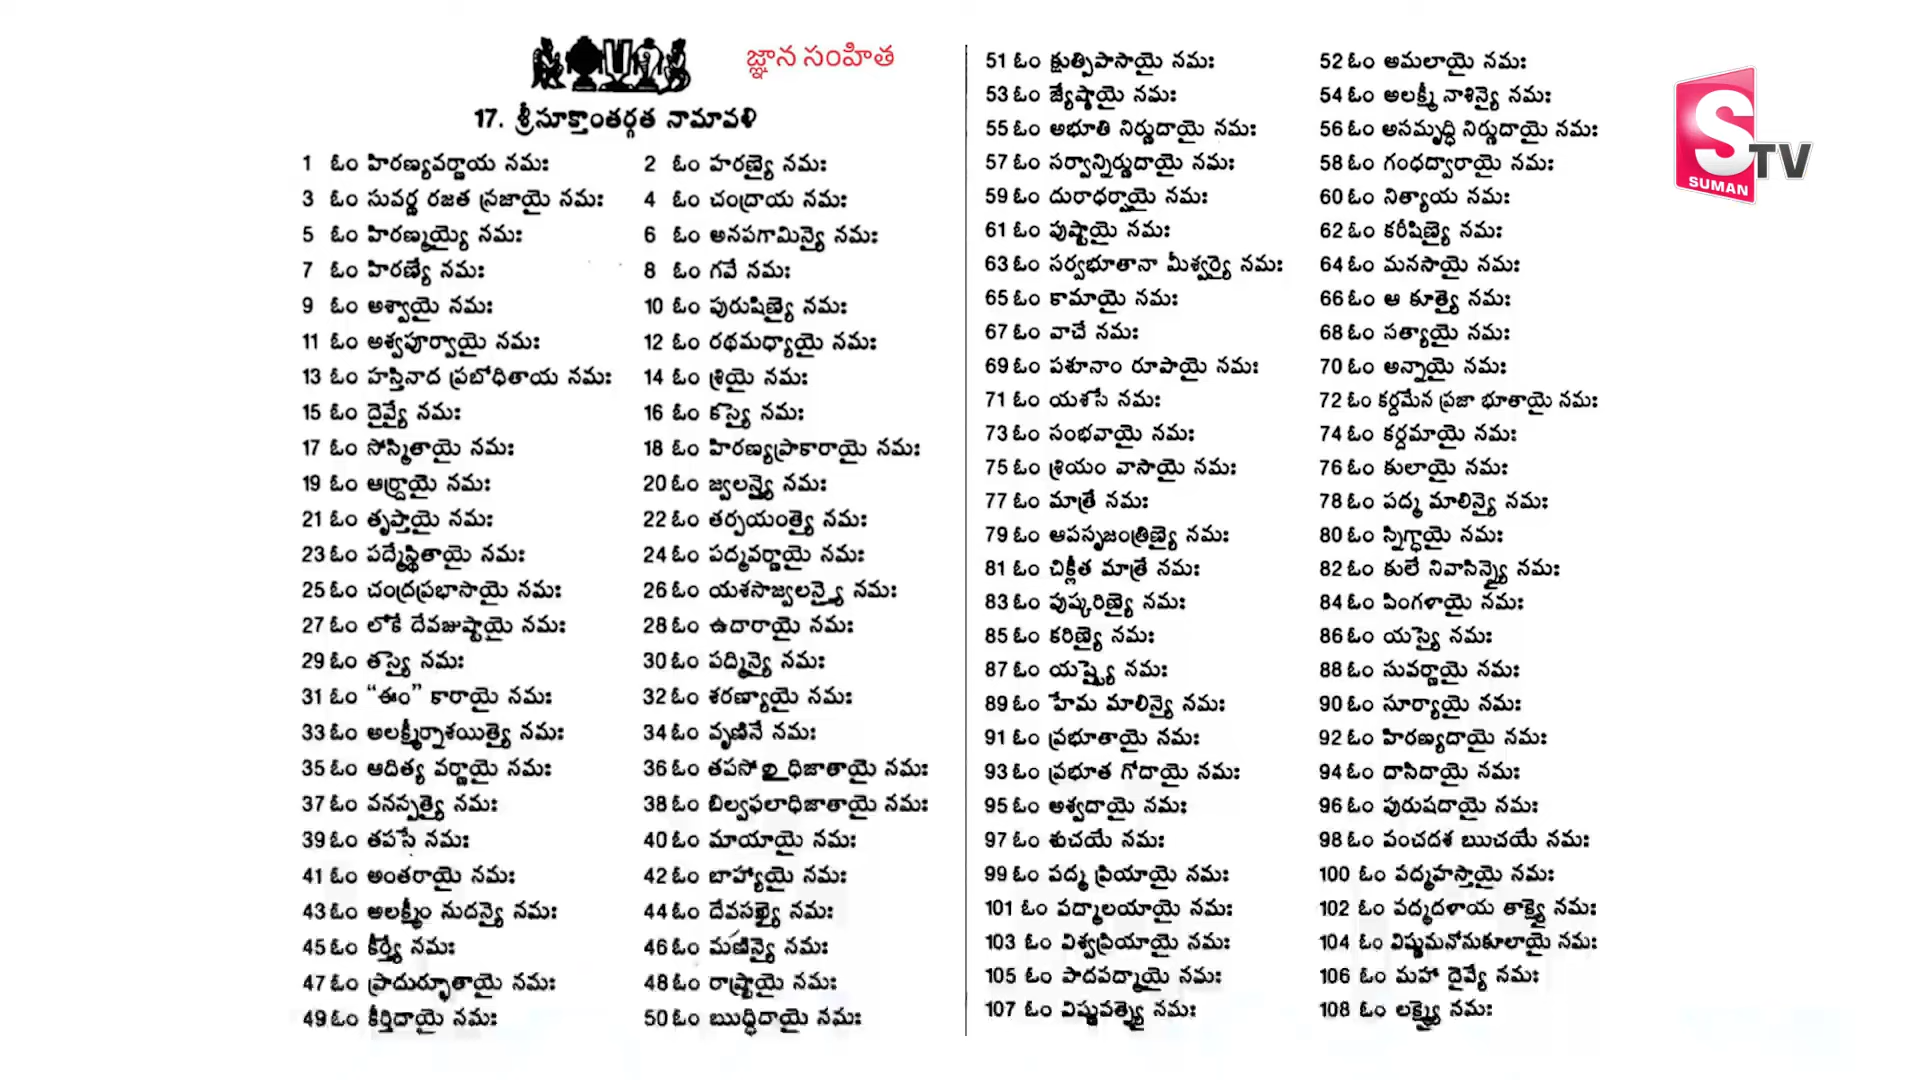 జ్ఞాన సంహిత
17. శ్రీసూక్తాంతర్గత నామావళి
1 ఓం హిరణ్యవర్ణాయ నమః 2 ఓం హరణ్యై నమః
3 ఓం సువర్ణ రజత స్రజాయై నమః 4 ఓం చంద్రాయ నమః
5 ఓం హిరణ్మయ్యై నమః 6 ఓం అనపగామిన్యై నమః
7 ఓం హిరణ్యే నమః 8 ఓం గవే నమః
9 ఓం అశ్వాయై నమః 10 ఓం పురుషిణ్యై నమః
11 ఓం అశ్వపూర్వాయై నమః 12 ఓం రథమధ్యాయై నమః
13 ఓం హస్తినాద ప్రబోధితాయ నమః 14 ఓం శ్రియై నమః
15 ఓం దైవ్యే నమః 16 ఓం కస్యై నమః
17 ఓం సోస్మితాయై నమః 18 ఓం హిరణ్యప్రాకారాయై నమః
19 ఓం ఆర్ద్రాయై నమః 20 ఓం జ్వలన్త్యై నమః
21 ఓం తృప్తాయై నమః 22 ఓం తర్పయంత్యై నమః
23 ఓం పద్మేస్థితాయై నమః 24 ఓం పద్మవర్ణాయై నమః
25 ఓం చంద్రప్రభాసాయై నమః 26 ఓం యశసాజ్వలన్త్యై నమః
27 ఓం లోకే దేవజుష్టాయై నమః 28 ఓం ఉదారాయై నమః
29 ఓం తస్యై నమః 30 ఓం పద్మిన్యై నమః
31 ఓం “ఈం” కారాయై నమః 32 ఓం శరణ్యాయై నమః
33 ఓం అలక్ష్మీర్నాశయిత్ర్యై నమః 34 ఓం వృణినే నమః
35 ఓం ఆదిత్య వర్ణాయై నమః 36 ఓం తపసోఽధిజాతాయై నమః
37 ఓం వనస్పత్యై నమః 38 ఓం బిల్వఫలాధిజాతాయై నమః
39 ఓం తపసే నమః 40 ఓం మాయాయై నమః
41 ఓం అంతరాయై నమః 42 ఓం బాహ్యాయై నమః
43 ఓం అలక్ష్మీం నుదన్యై నమః 44 ఓం దేవసఖ్యై నమః
45 ఓం కీర్త్యే నమః 46 ఓం మణిన్యై నమః
47 ఓం ప్రాదుర్భూతాయై నమః 48 ఓం రాష్ట్రాయై నమః
49 ఓం కీర్తిదాయై నమః 50 ఓం ఋద్ధిదాయై నమః
51 ఓం క్షుత్పిపాసాయై నమః 52 ఓం అమలాయై నమః
53 ఓం జ్యేష్ఠాయై నమః 54 ఓం అలక్ష్మీ నాశిన్యై నమః
55 ఓం అభూతి నిర్ణుదాయై నమః 56 ఓం అసమృద్ధి నిర్ణుదాయై నమః
57 ఓం సర్వాన్నిర్ణుదాయై నమః 58 ఓం గంధద్వారాయై నమః
59 ఓం దురాధర్షాయై నమః 60 ఓం నిత్యాయ నమః
61 ఓం పుష్టాయై నమః 62 ఓం కరీషిణ్యై నమః
63 ఓం సర్వభూతానా మీశ్వర్యై నమః 64 ఓం మనసాయై నమః
65 ఓం కామాయై నమః 66 ఓం ఆ కూత్యై నమః
67 ఓం వాచే నమః 68 ఓం సత్యాయై నమః
69 ఓం పశూనాం రూపాయై నమః 70 ఓం అన్నాయై నమః
71 ఓం యశసే నమః 72 ఓం కర్దమేన ప్రజా భూతాయై నమః
73 ఓం సంభవాయై నమః 74 ఓం కర్దమాయై నమః
75 ఓం శ్రియం వాసాయై నమః 76 ఓం కులాయై నమః
77 ఓం మాత్రే నమః 78 ఓం పద్మ మాలిన్యై నమః
79 ఓం ఆపసృజంత్రిణ్యై నమః 80 ఓం స్నిగ్ధాయై నమః
81 ఓం చిక్లీత మాత్రే నమః 82 ఓం కులే నివాసిన్యై నమః
83 ఓం పుష్కరిణ్యై నమః 84 ఓం పింగళాయై నమః
85 ఓం కరిణ్యై నమః 86 ఓం యస్యై నమః
87 ఓం యష్ట్యై నమః 88 ఓం సువర్ణాయై నమః
89 ఓం హేమ మాలిన్యై నమః 90 ఓం సూర్యాయై నమః
91 ఓం ప్రభూతాయై నమః 92 ఓం హిరణ్యదాయై నమః
93 ఓం ప్రభూత గోదాయై నమః 94 ఓం దాసిదాయై నమః
95 ఓం అశ్వదాయై నమః 96 ఓం పురుషదాయై నమః
97 ఓం శుచయే నమః 98 ఓం పంచదశ ఋచయే నమః
99 ఓం పద్మ ప్రియాయై నమః 100 ఓం పద్మహస్తాయై నమః
101 ఓం పద్మాలయాయై నమః 102 ఓం పద్మదళాయ తాక్ష్యై నమః
103 ఓం విశ్వప్రియాయై నమః 104 ఓం విష్ణుమనోనుకూలాయై నమః
105 ఓం పాదపద్మాయై నమః 106 ఓం మహా దైవ్యే నమః
107 ఓం విష్ణుపత్న్యై నమః 108 ఓం లక్ష్మ్యై నమః
S TV
SUMAN